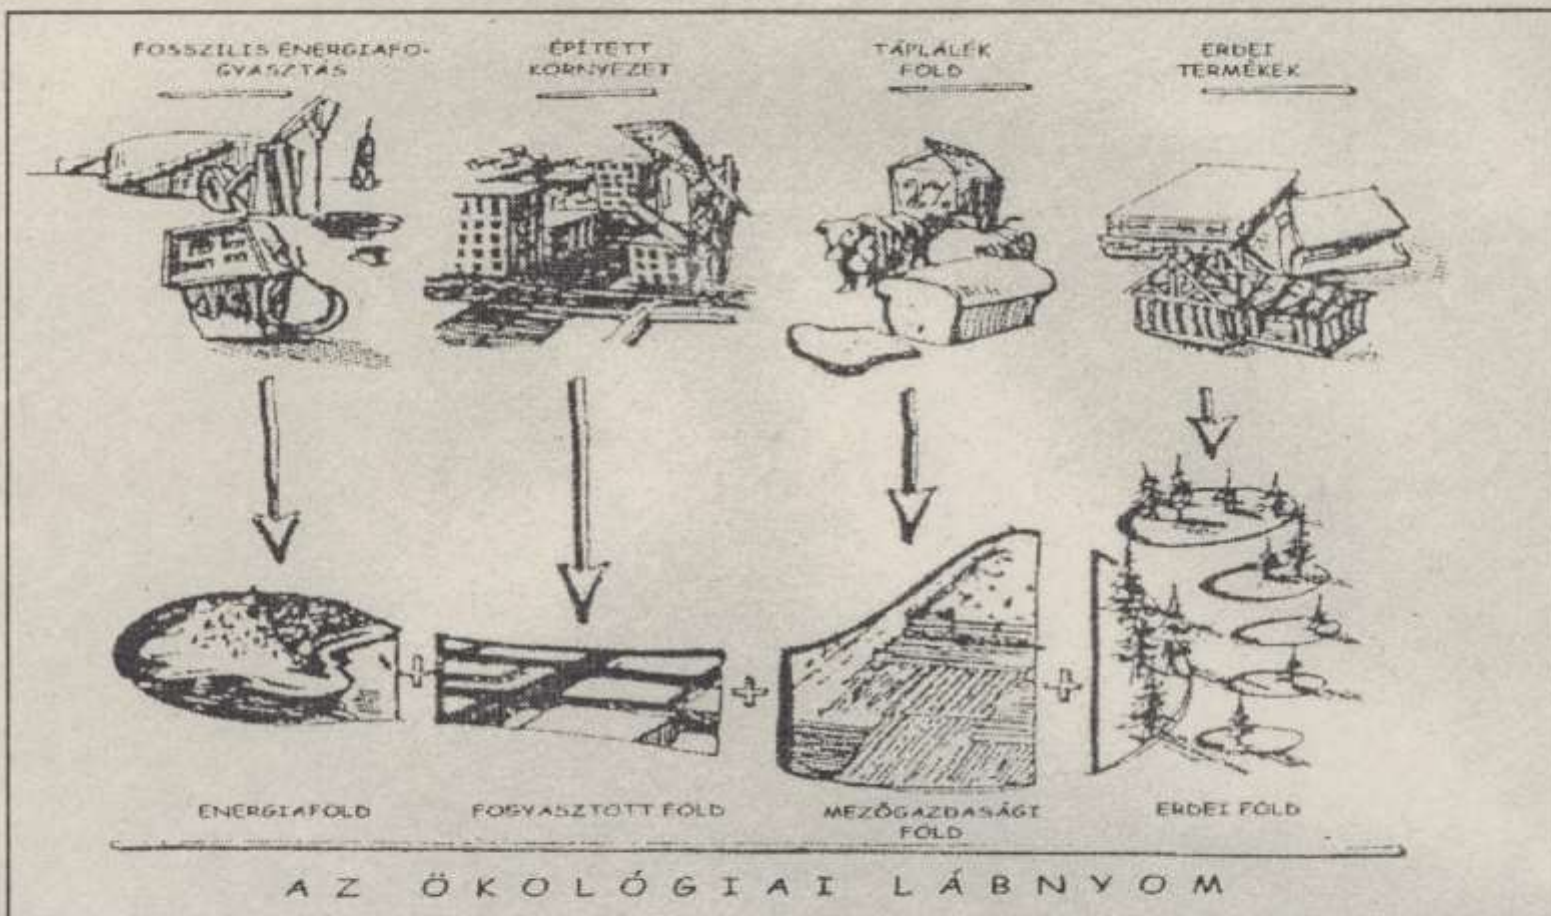 FOSSZILIS ENERGIAFO-
GYASZTÁS
ÉPÍTETT
KÖRNYEZET
TÁPLÁLÉK
FÖLD
ERDEI
TERMÉKEK
ENERGIAFÖLD
FOGYASZTOTT FÖLD
MEZŐGAZDASÁGI
FÖLD
ERDEI FÖLD
AZ ÖKOLÓGIAI LÁBNYOM